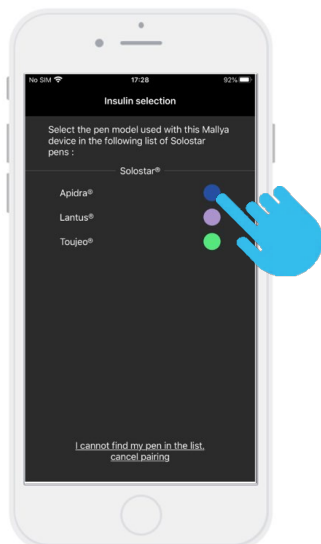 No SIM 17:28 92%
Insulin selection
Select the pen model used with this Mallya
device in the following list of Solostar
pens :
Solostar®
Apidra®
Lantus®
Toujeo®
I cannot find my pen in the list,
cancel pairing